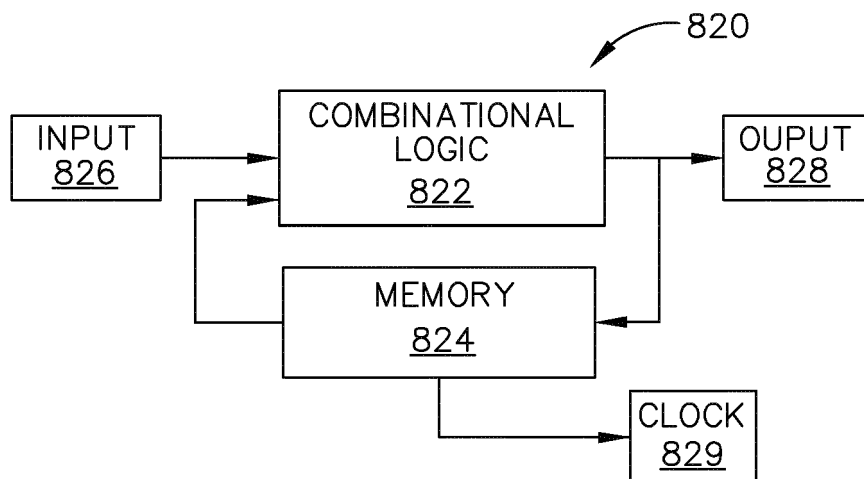 820
COMBINATIONAL
LOGIC
822
INPUT
826
OUPUT
828
MEMORY
824
CLOCK
829